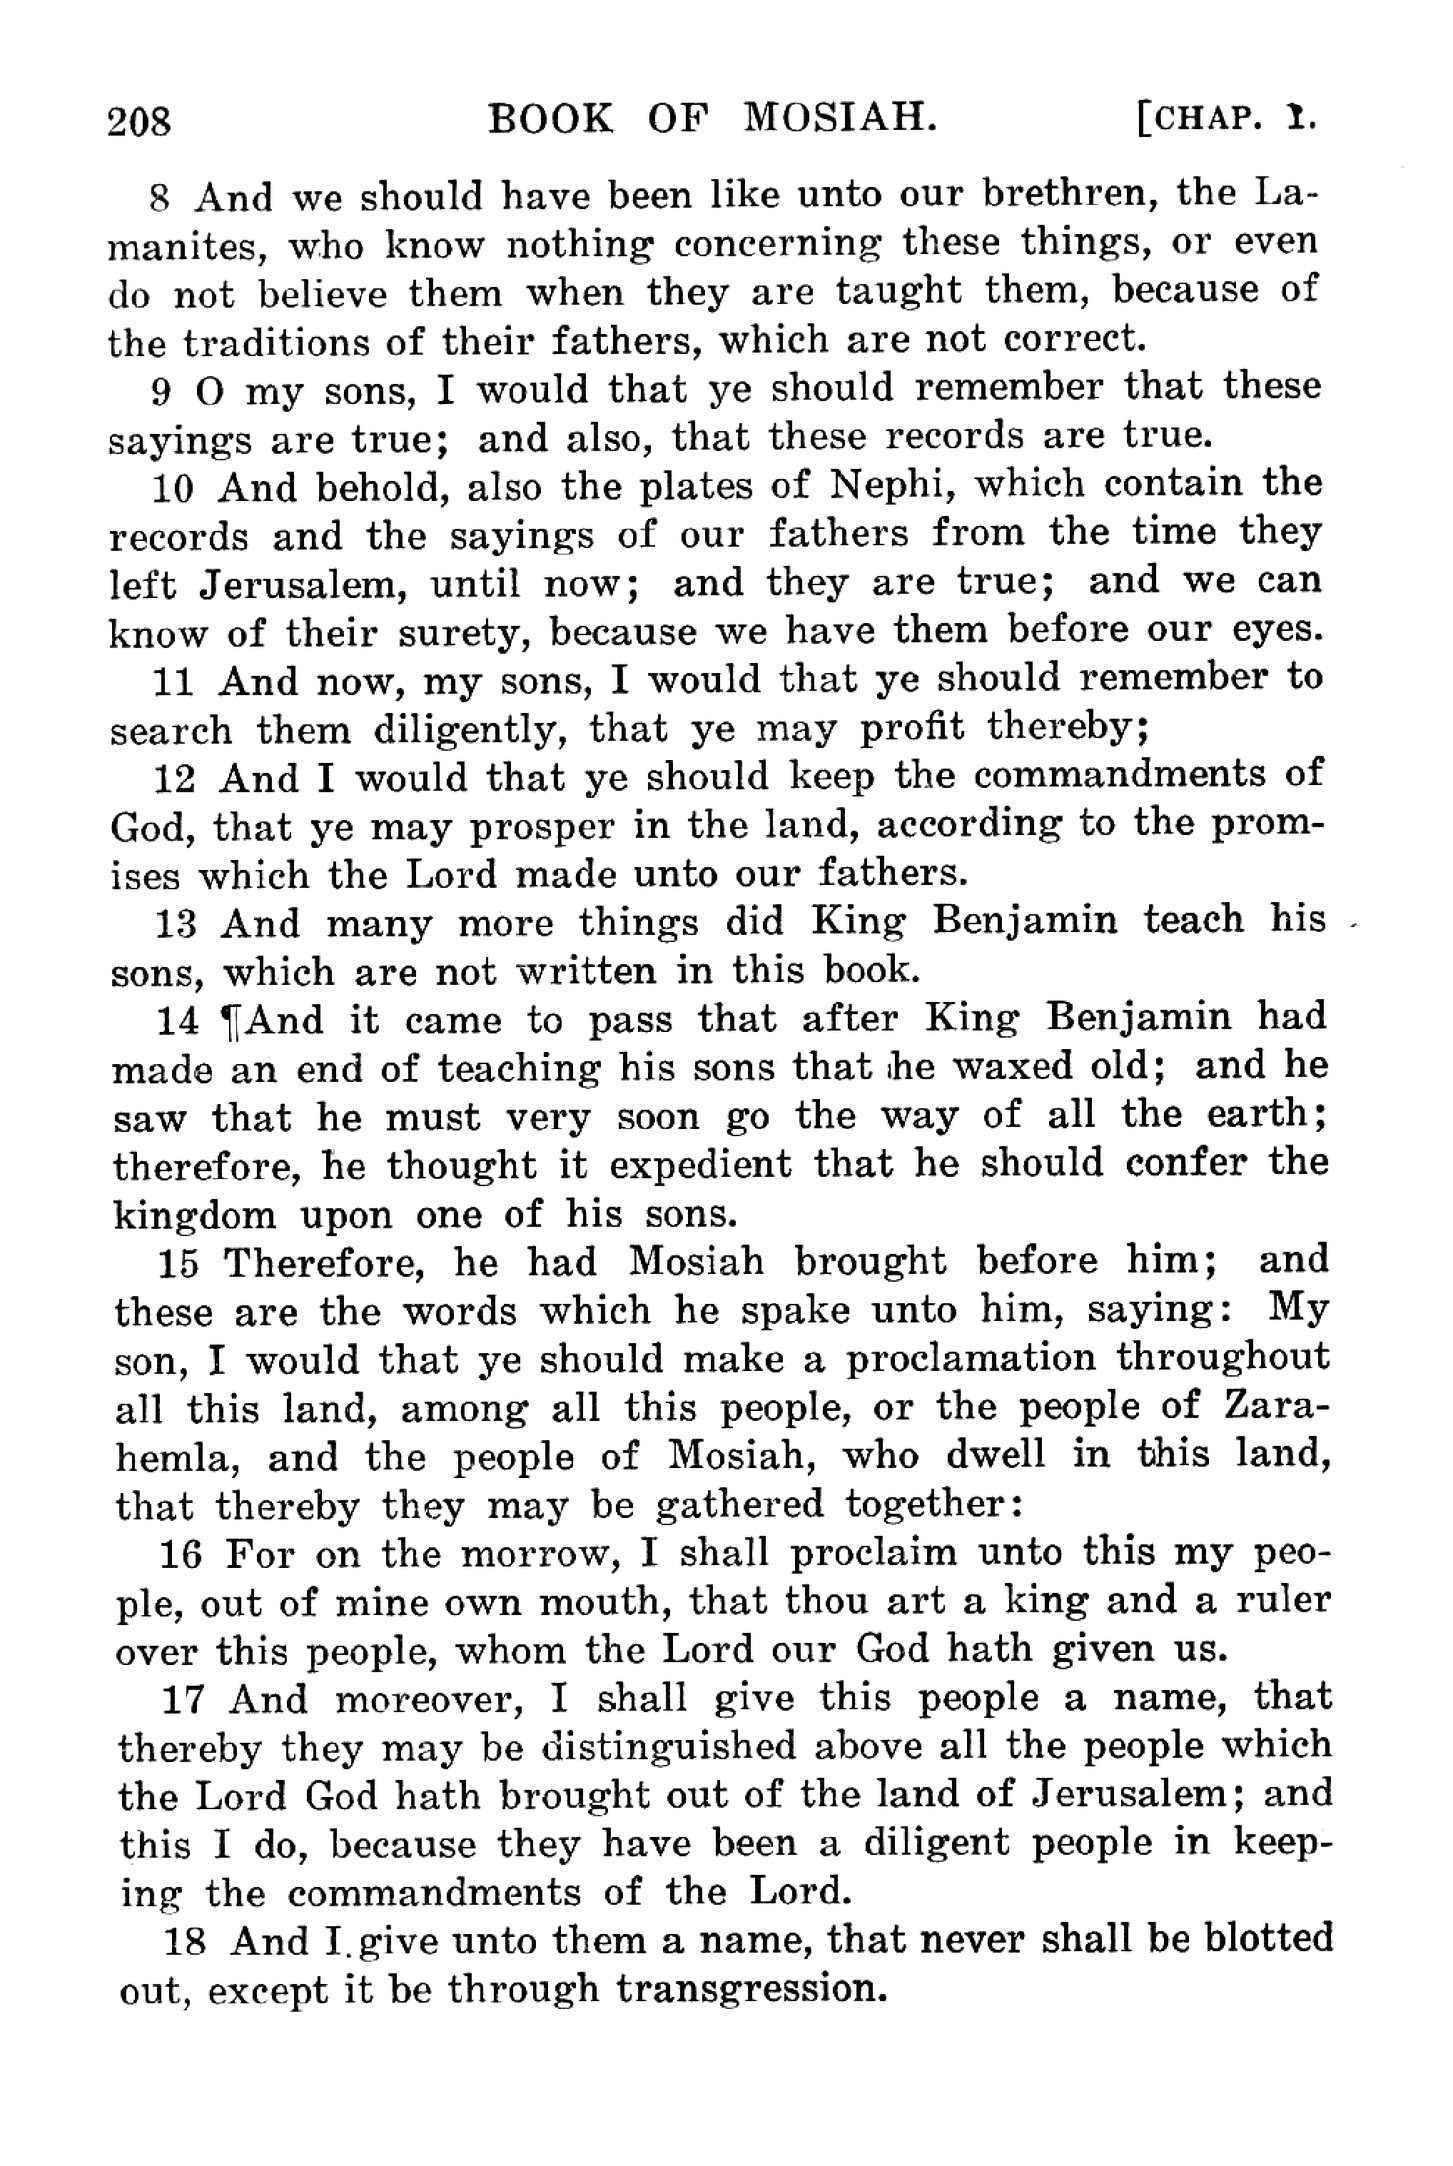 208 BOOK OF MOSIAH. [CHAP. 1.
8 And we should have been like unto our brethren, the La-
manites, who know nothing concerning these things, or even
do not believe them when they are taught them, because of
the traditions of their fathers, which are not correct.
9 O my sons, I would that ye should remember that these
sayings are true; and also, that these records are true.
10 And behold, also the plates of Nephi, which contain the
records and the sayings of our fathers from the time they
left Jerusalem, until now; and they are true; and we can
know of their surety, because we have them before our eyes.
11 And now, my sons, I would that ye should remember to
search them diligently, that ye may profit thereby;
12 And I would that ye should keep the commandments of
God, that ye may prosper in the land, according to the prom-
ises which the Lord made unto our fathers.
13 And many more things did King Benjamin teach his
sons, which are not written in this book.
14 ¶And it came to pass that after King Benjamin had
made an end of teaching his sons that he waxed old; and he
saw that he must very soon go the way of all the earth;
therefore, he thought it expedient that he should confer the
kingdom upon one of his sons.
15 Therefore, he had Mosiah brought before him; and
these are the words which he spake unto him, saying: My
son, I would that ye should make a proclamation throughout
all this land, among all this people, or the people of Zara-
hemla, and the people of Mosiah, who dwell in this land,
that thereby they may be gathered together:
16 For on the morrow, I shall proclaim unto this my peo-
ple, out of mine own mouth, that thou art a king and a ruler
over this people, whom the Lord our God hath given us.
17 And moreover, I shall give this people a name, that
thereby they may be distinguished above all the people which
the Lord God hath brought out of the land of Jerusalem; and
this I do, because they have been a diligent people in keep-
ing the commandments of the Lord.
18 And I give unto them a name, that never shall be blotted
out, except it be through transgression.